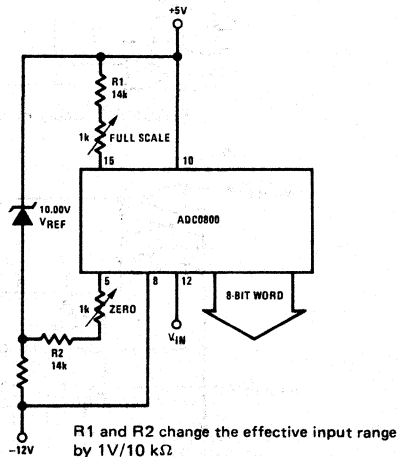 +5V
R1
14k
1k FULL SCALE
15 10
10.00V
VREF
ADC0800
5 8 12
8-BIT WORD
1k ZERO
VIN
R2
14k
-12V
R1 and R2 change the effective input range
by 1V/10 kΩ